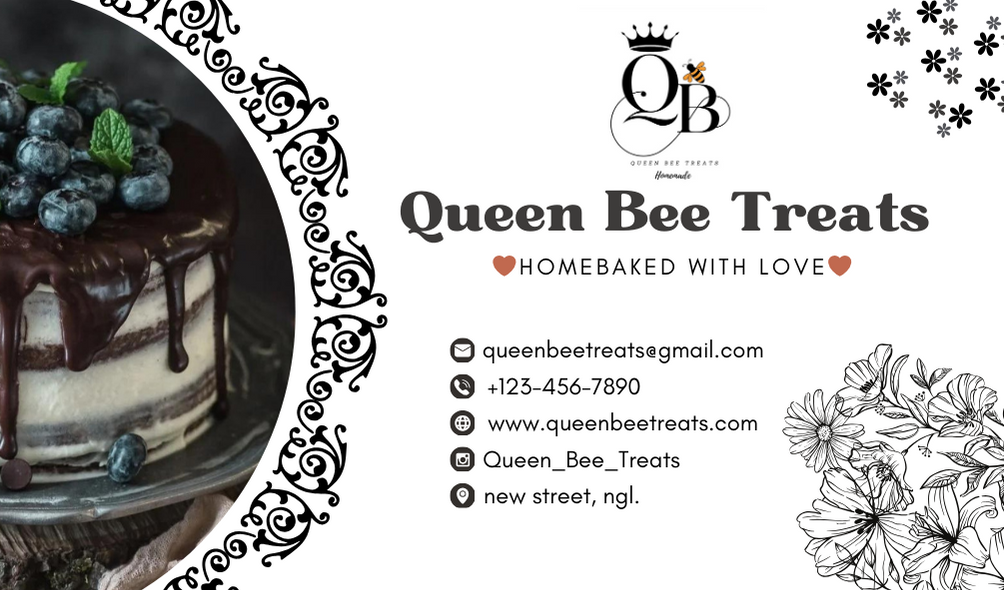 QB
QUEEN BEE TREATS
Homemade
Queen Bee Treats
HOMEBAKED WITH LOVE
queenbeetreats@gmail.com
+123-456-7890
www.queenbeetreats.com
Queen_Bee_Treats
new street, ngl.